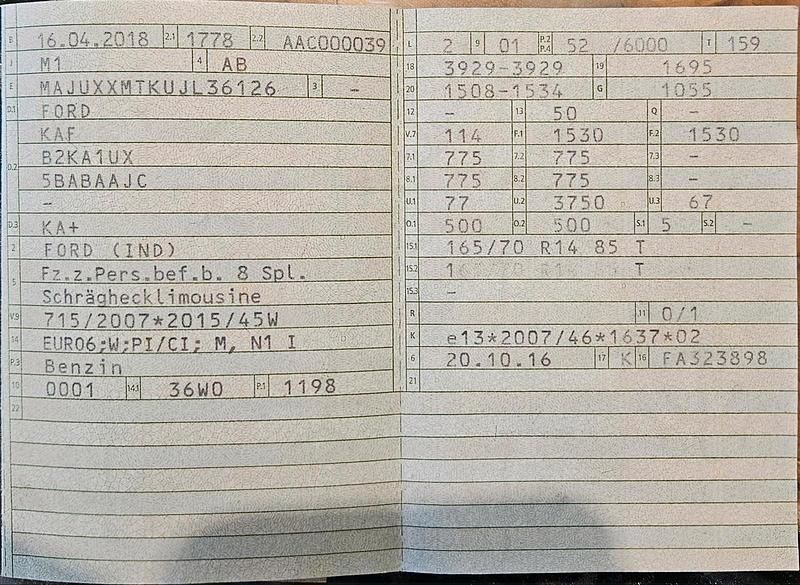 B 16.04.2018 2.1 1778 2.2 AAC000039
J M1 4 AB
E MAJUXXMTKUJL36126 3 -
D.1 FORD
KAF
D.2 B2KA1UX
5BABAAJC
-
D.3 KA+
2 FORD (IND)
5 Fz.z.Pers.bef.b. 8 Spl.
Schräghecklimousine
V.9 715/2007*2015/45W
14 EURO6;W;PI/CI; M, N1 I
P.3 Benzin
10 0001 14.1 36W0 P.1 1198
22
L 2 9 01 P.2 P.4 52 /6000 T 159
18 3929-3929 19 1695
20 1508-1534 G 1055
12 - 13 50 Q -
V.7 114 F.1 1530 F.2 1530
7.1 775 7.2 775 7.3 -
8.1 775 8.2 775 8.3 -
U.1 77 U.2 3750 U.3 67
O.1 500 O.2 500 S.1 5 S.2 -
15.1 165/70 R14 85 T
15.2 T
15.3 -
R 11 0/1
K e13*2007/46*1637*02
6 20.10.16 17 K 16 FA323898
21